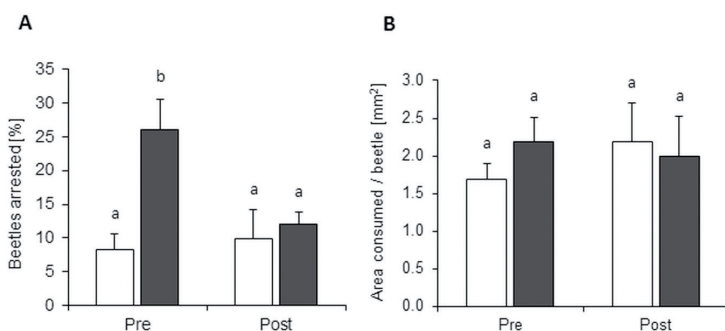 A
Beetles arrested [%]
35
30
25
20
15
10
5
0
a
b
a
a
Pre
Post
B
Area consumed / beetle [mm²]
3.0
2.5
2.0
1.5
1.0
0.5
0.0
a
a
a
a
Pre
Post